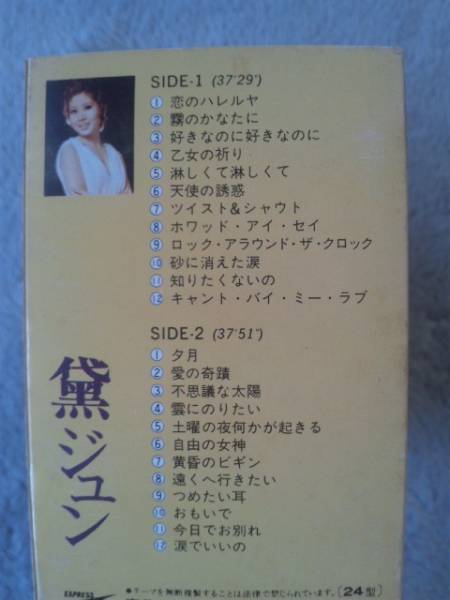 SIDE-1 (37'29")
① 恋のハレルヤ
② 霧のかなたに
③ 好きなのに好きなのに
④ 乙女の祈り
⑤ 淋しくて淋しくて
⑥ 天使の誘惑
⑦ ツイスト&シャウト
⑧ ホワッド・アイ・セイ
⑨ ロック・アラウンド・ザ・クロック
⑩ 砂に消えた涙
⑪ 知りたくないの
⑫ キャント・バイ・ミー・ラブ
SIDE-2 (37'51")
① 夕月
② 愛の奇蹟
③ 不思議な太陽
④ 雲にのりたい
⑤ 土曜の夜何かが起きる
⑥ 自由の女神
⑦ 黄昏のビギン
⑧ 遠くへ行きたい
⑨ つめたい耳
⑩ おもいで
⑪ 今日でお別れ
⑫ 涙でいいの
黛ジュン
EXPRESS
●テープを無断複製することは法律で禁じられています。〔24型〕